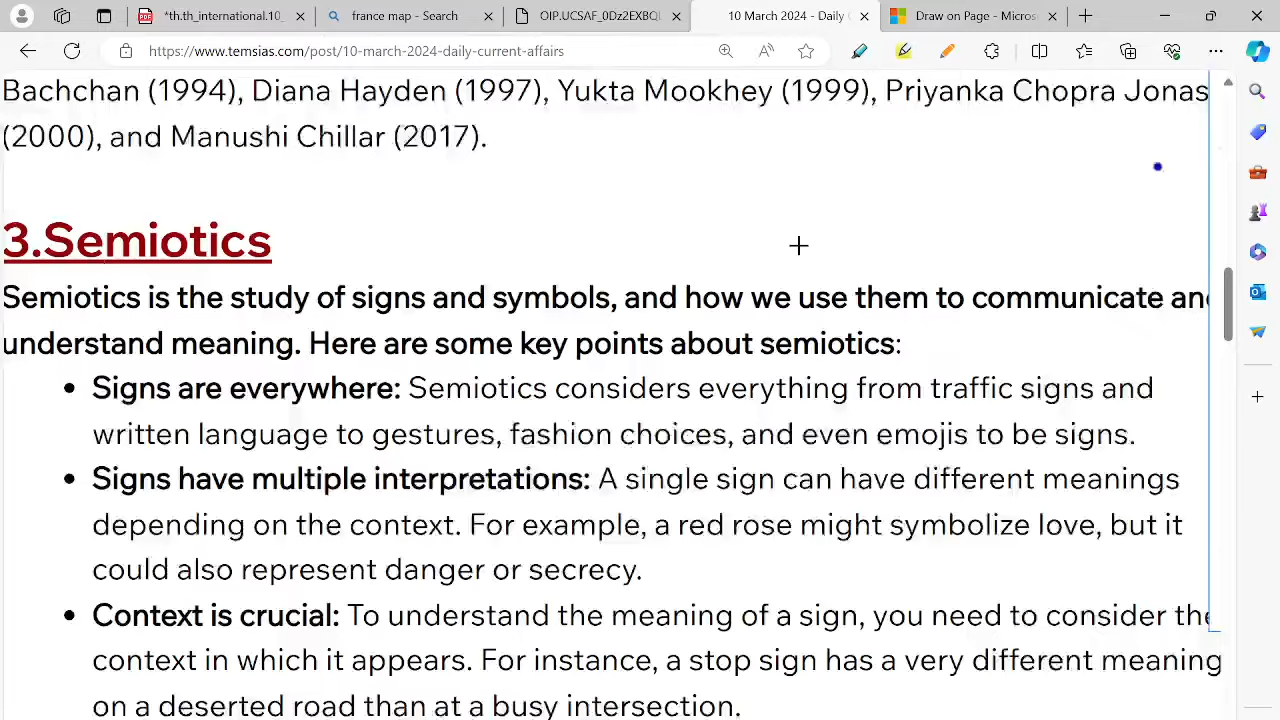 *th.th_international.10_
france map - Search
OIP.UCZAF_0Dz2EXBQI
10 March 2024 - Daily C
Draw on Page - Micros
https://www.temsias.com/post/10-march-2024-daily-current-affairs
Bachchan (1994), Diana Hayden (1997), Yukta Mookhey (1999), Priyanka Chopra Jonas
(2000), and Manushi Chillar (2017).
3.Semiotics
Semiotics is the study of signs and symbols, and how we use them to communicate and
understand meaning. Here are some key points about semiotics:
• Signs are everywhere: Semiotics considers everything from traffic signs and
written language to gestures, fashion choices, and even emojis to be signs.
• Signs have multiple interpretations: A single sign can have different meanings
depending on the context. For example, a red rose might symbolize love, but it
could also represent danger or secrecy.
• Context is crucial: To understand the meaning of a sign, you need to consider the
context in which it appears. For instance, a stop sign has a very different meaning
on a deserted road than at a busy intersection.